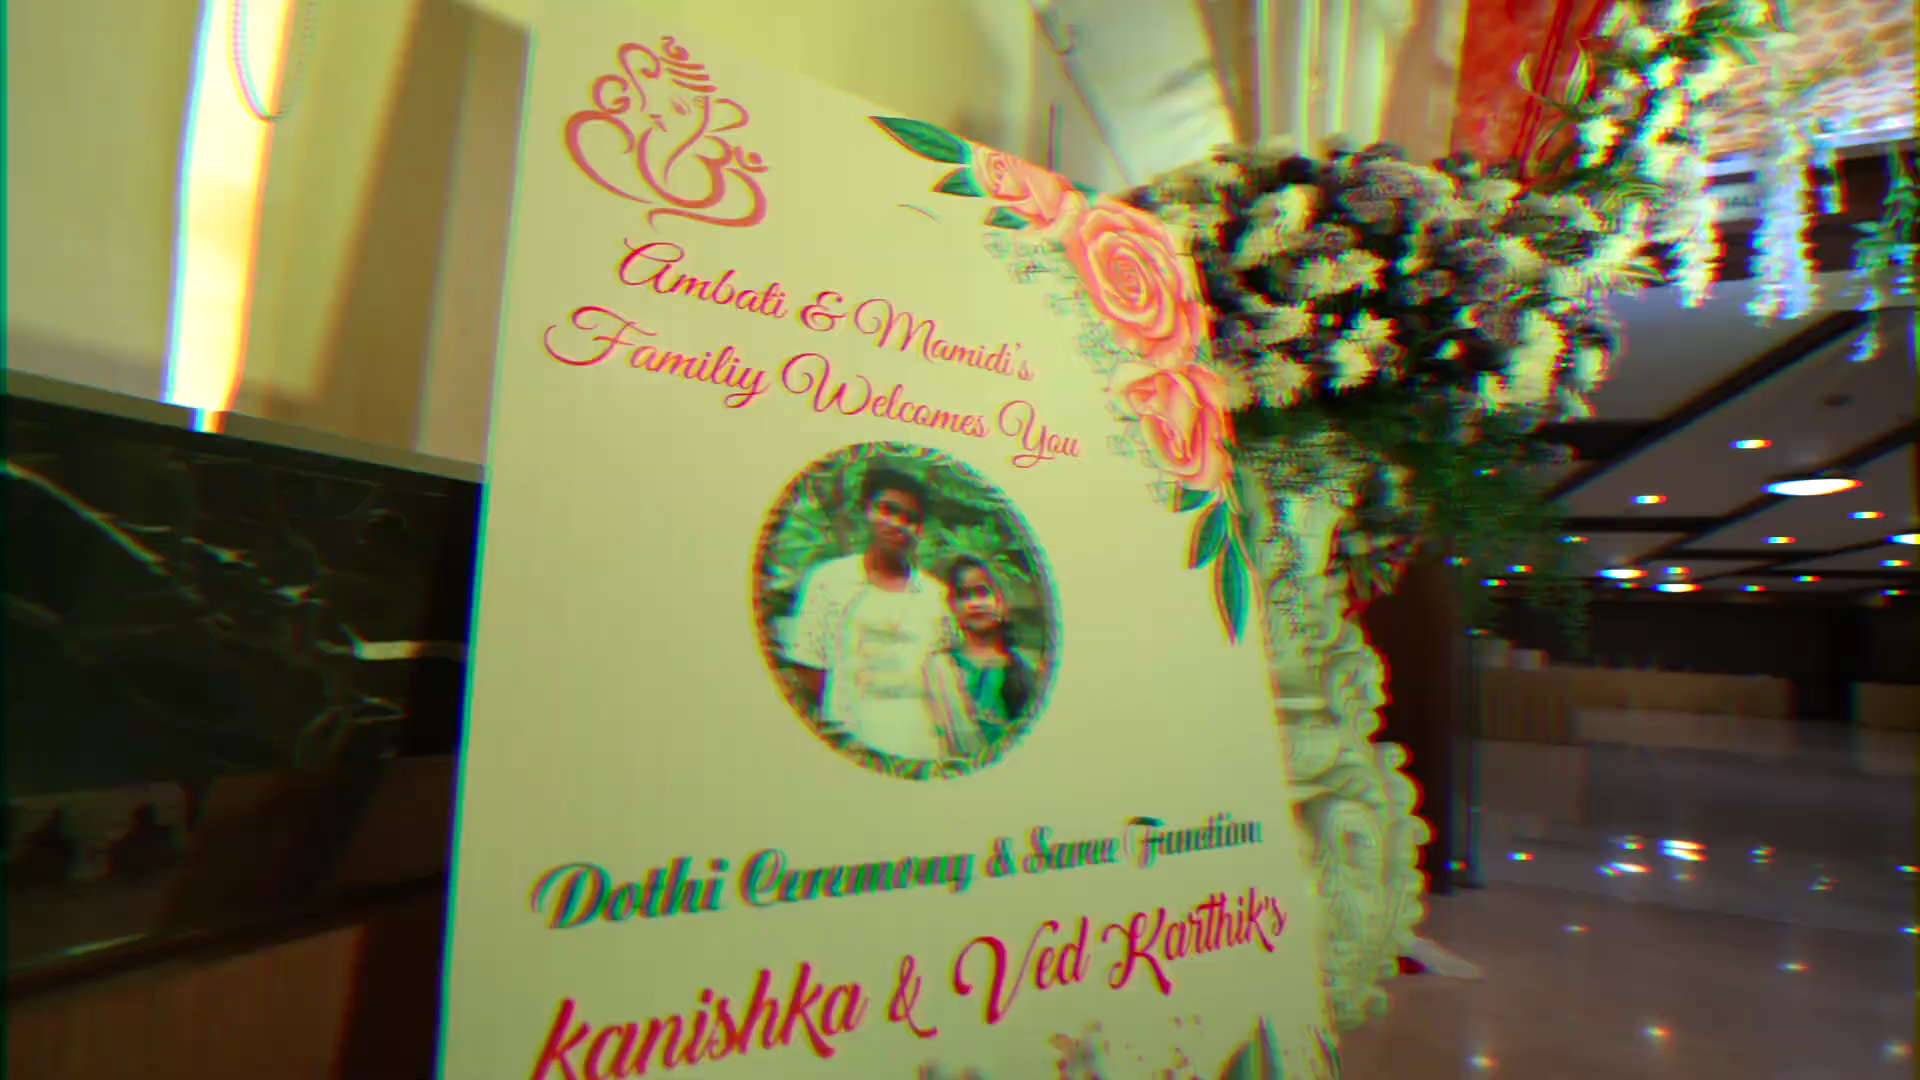 Ambati & Mamidi's
Familiy Welcomes You
Dothi Ceremony & Saree Function
kanishka & Ved Karthik's